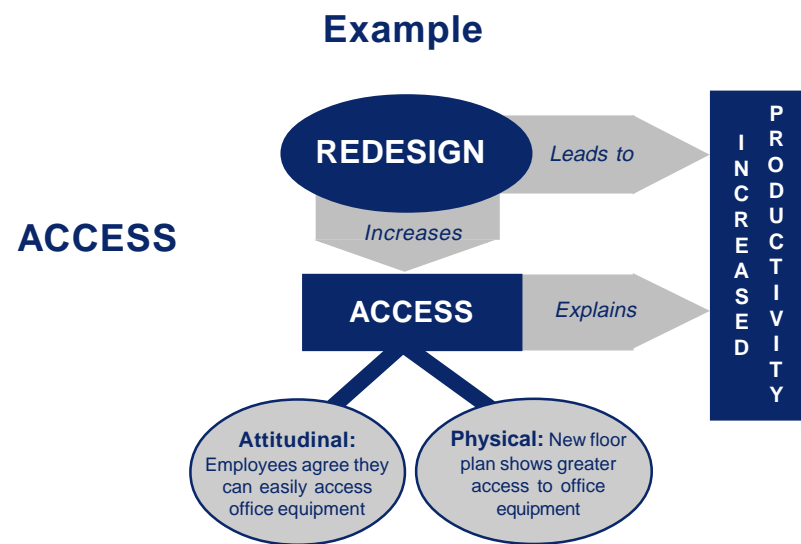 Example
REDESIGN
Leads to
INCREASED
PRODUCTIVITY
Increases
ACCESS
ACCESS
Explains
Attitudinal:
Employees agree they
can easily access
office equipment
Physical: New floor
plan shows greater
access to office
equipment